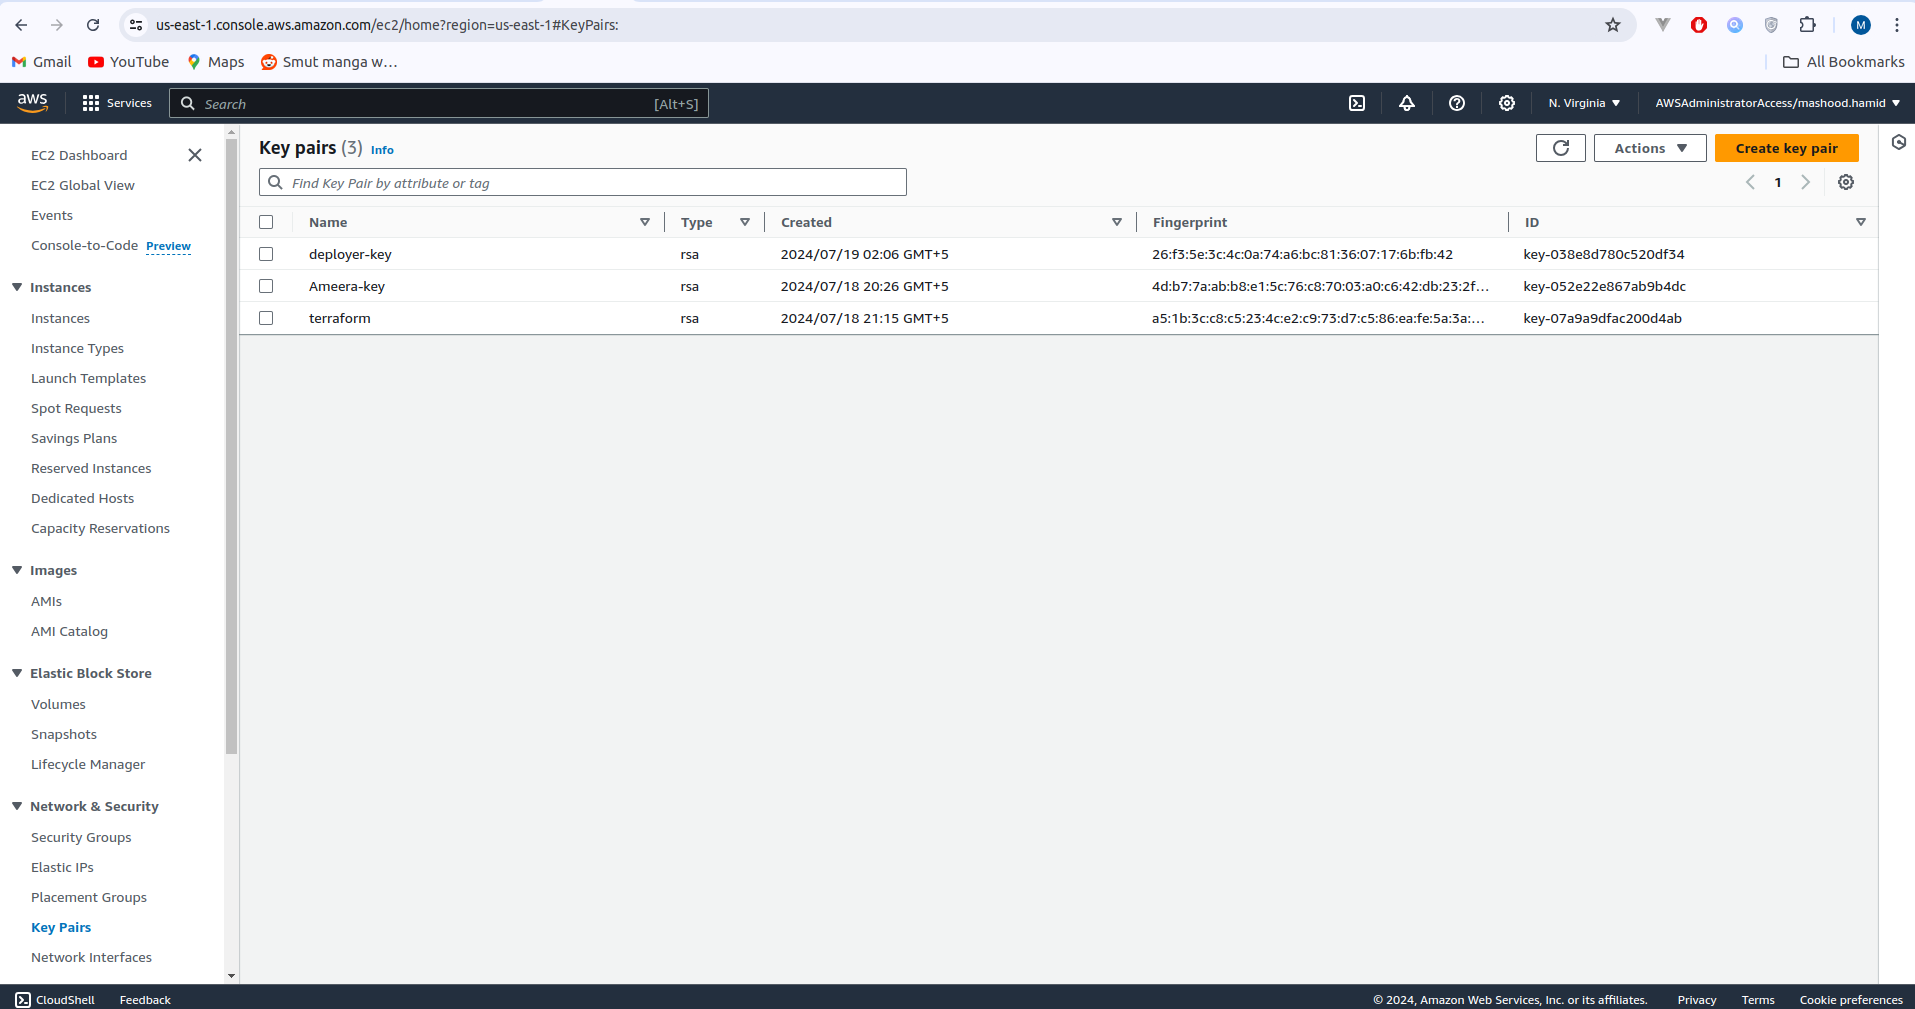 us-east-1.console.aws.amazon.com/ec2/home?region=us-east-1#KeyPairs:
M
Gmail YouTube Maps Smut manga w… All Bookmarks
aws Services Search [Alt+S] N. Virginia AWSAdministratorAccess/mashood.hamid
EC2 Dashboard
EC2 Global View
Events
Console-to-Code Preview
Instances
Instances
Instance Types
Launch Templates
Spot Requests
Savings Plans
Reserved Instances
Dedicated Hosts
Capacity Reservations
Images
AMIs
AMI Catalog
Elastic Block Store
Volumes
Snapshots
Lifecycle Manager
Network & Security
Security Groups
Elastic IPs
Placement Groups
Key Pairs
Network Interfaces
Key pairs (3) Info
Actions Create key pair
Find Key Pair by attribute or tag
1
Name Type Created Fingerprint ID
deployer-key rsa 2024/07/19 02:06 GMT+5 26:f3:5e:3c:4c:0a:74:a6:bc:81:36:07:17:6b:fb:42 key-038e8d780c520df34
Ameera-key rsa 2024/07/18 20:26 GMT+5 4d:b7:7a:ab:b8:e1:5c:76:c8:70:03:a0:c6:42:db:23:2f… key-052e22e867ab9b4dc
terraform rsa 2024/07/18 21:15 GMT+5 a5:1b:3c:c8:c5:23:4c:e2:c9:73:d7:c5:86:ea:fe:5a:3a:… key-07a9a9dfac200d4ab
CloudShell Feedback © 2024, Amazon Web Services, Inc. or its affiliates. Privacy Terms Cookie preferences